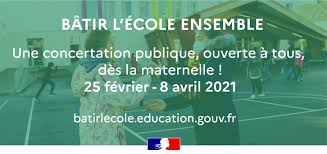 BÂTIR L'ÉCOLE ENSEMBLE
Une concertation publique, ouverte à tous,
dès la maternelle !
25 février - 8 avril 2021
batirlecole.education.gouv.fr